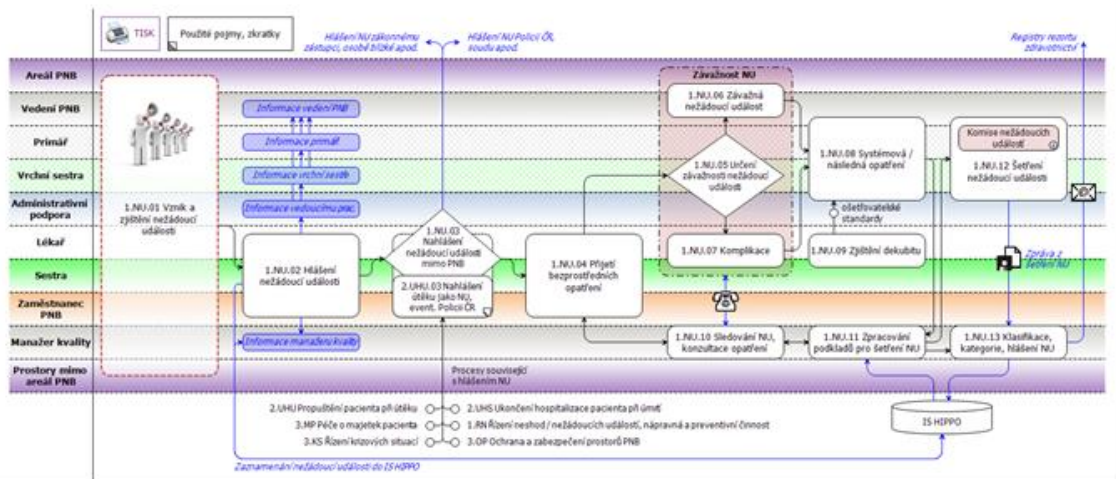 TISK
Použité pojmy, zkratky
Hlášení NU zákonnému
zástupci, osobě blízké apod.
Hlášení NU Policii ČR,
soudu apod.
Registry rezortu
zdravotnictví
Areál PNB
Vedení PNB
Primář
Vrchní sestra
Administrativní
podpora
Lékař
Sestra
Zaměstnanec
PNB
Manažer kvality
Prostory mimo
areál PNB
1.NU.01 Vznik a
zjištění nežádoucí
události
Informace vedení PNB
Informace primář
Informace vrchní sestře
Informace vedoucímu prac.
1.NU.02 Hlášení
nežádoucí události
Informace manažeru kvality
1.NU.03
Nahlášení
nežádoucí události
mimo PNB
2.UHU.03 Nahlášení
útěku jako NU,
event. Policii ČR
1.NU.04 Přijetí
bezprostředních
opatření
Závažnost NU
1.NU.06 Závažná
nežádoucí událost
1.NU.05 Určení
závažnosti nežádoucí
události
1.NU.07 Komplikace
1.NU.08 Systémová /
následná opatření
ošetřovatelské
standardy
1.NU.09 Zjištění dekubitu
Komise nežádoucích
událostí
1.NU.12 Šetření
nežádoucí události
Zpráva z
šetření NU
1.NU.10 Sledování NU,
konzultace opatření
1.NU.11 Zpracování
podkladů pro šetření NU
1.NU.13 Klasifikace,
kategorie, hlášení NU
Procesy související
s hlášením NU
2.UHU Propuštění pacienta při útěku
2.UHS Ukončení hospitalizace pacienta při úmrtí
3.MP Péče o majetek pacienta
1.RN Řízení neshod / nežádoucích událostí, nápravná a preventivní činnost
3.KS Řízení krizových situací
3.OP Ochrana a zabezpečení prostorů PNB
IS HIPPO
Zaznamenání nežádoucí události do IS HIPPO